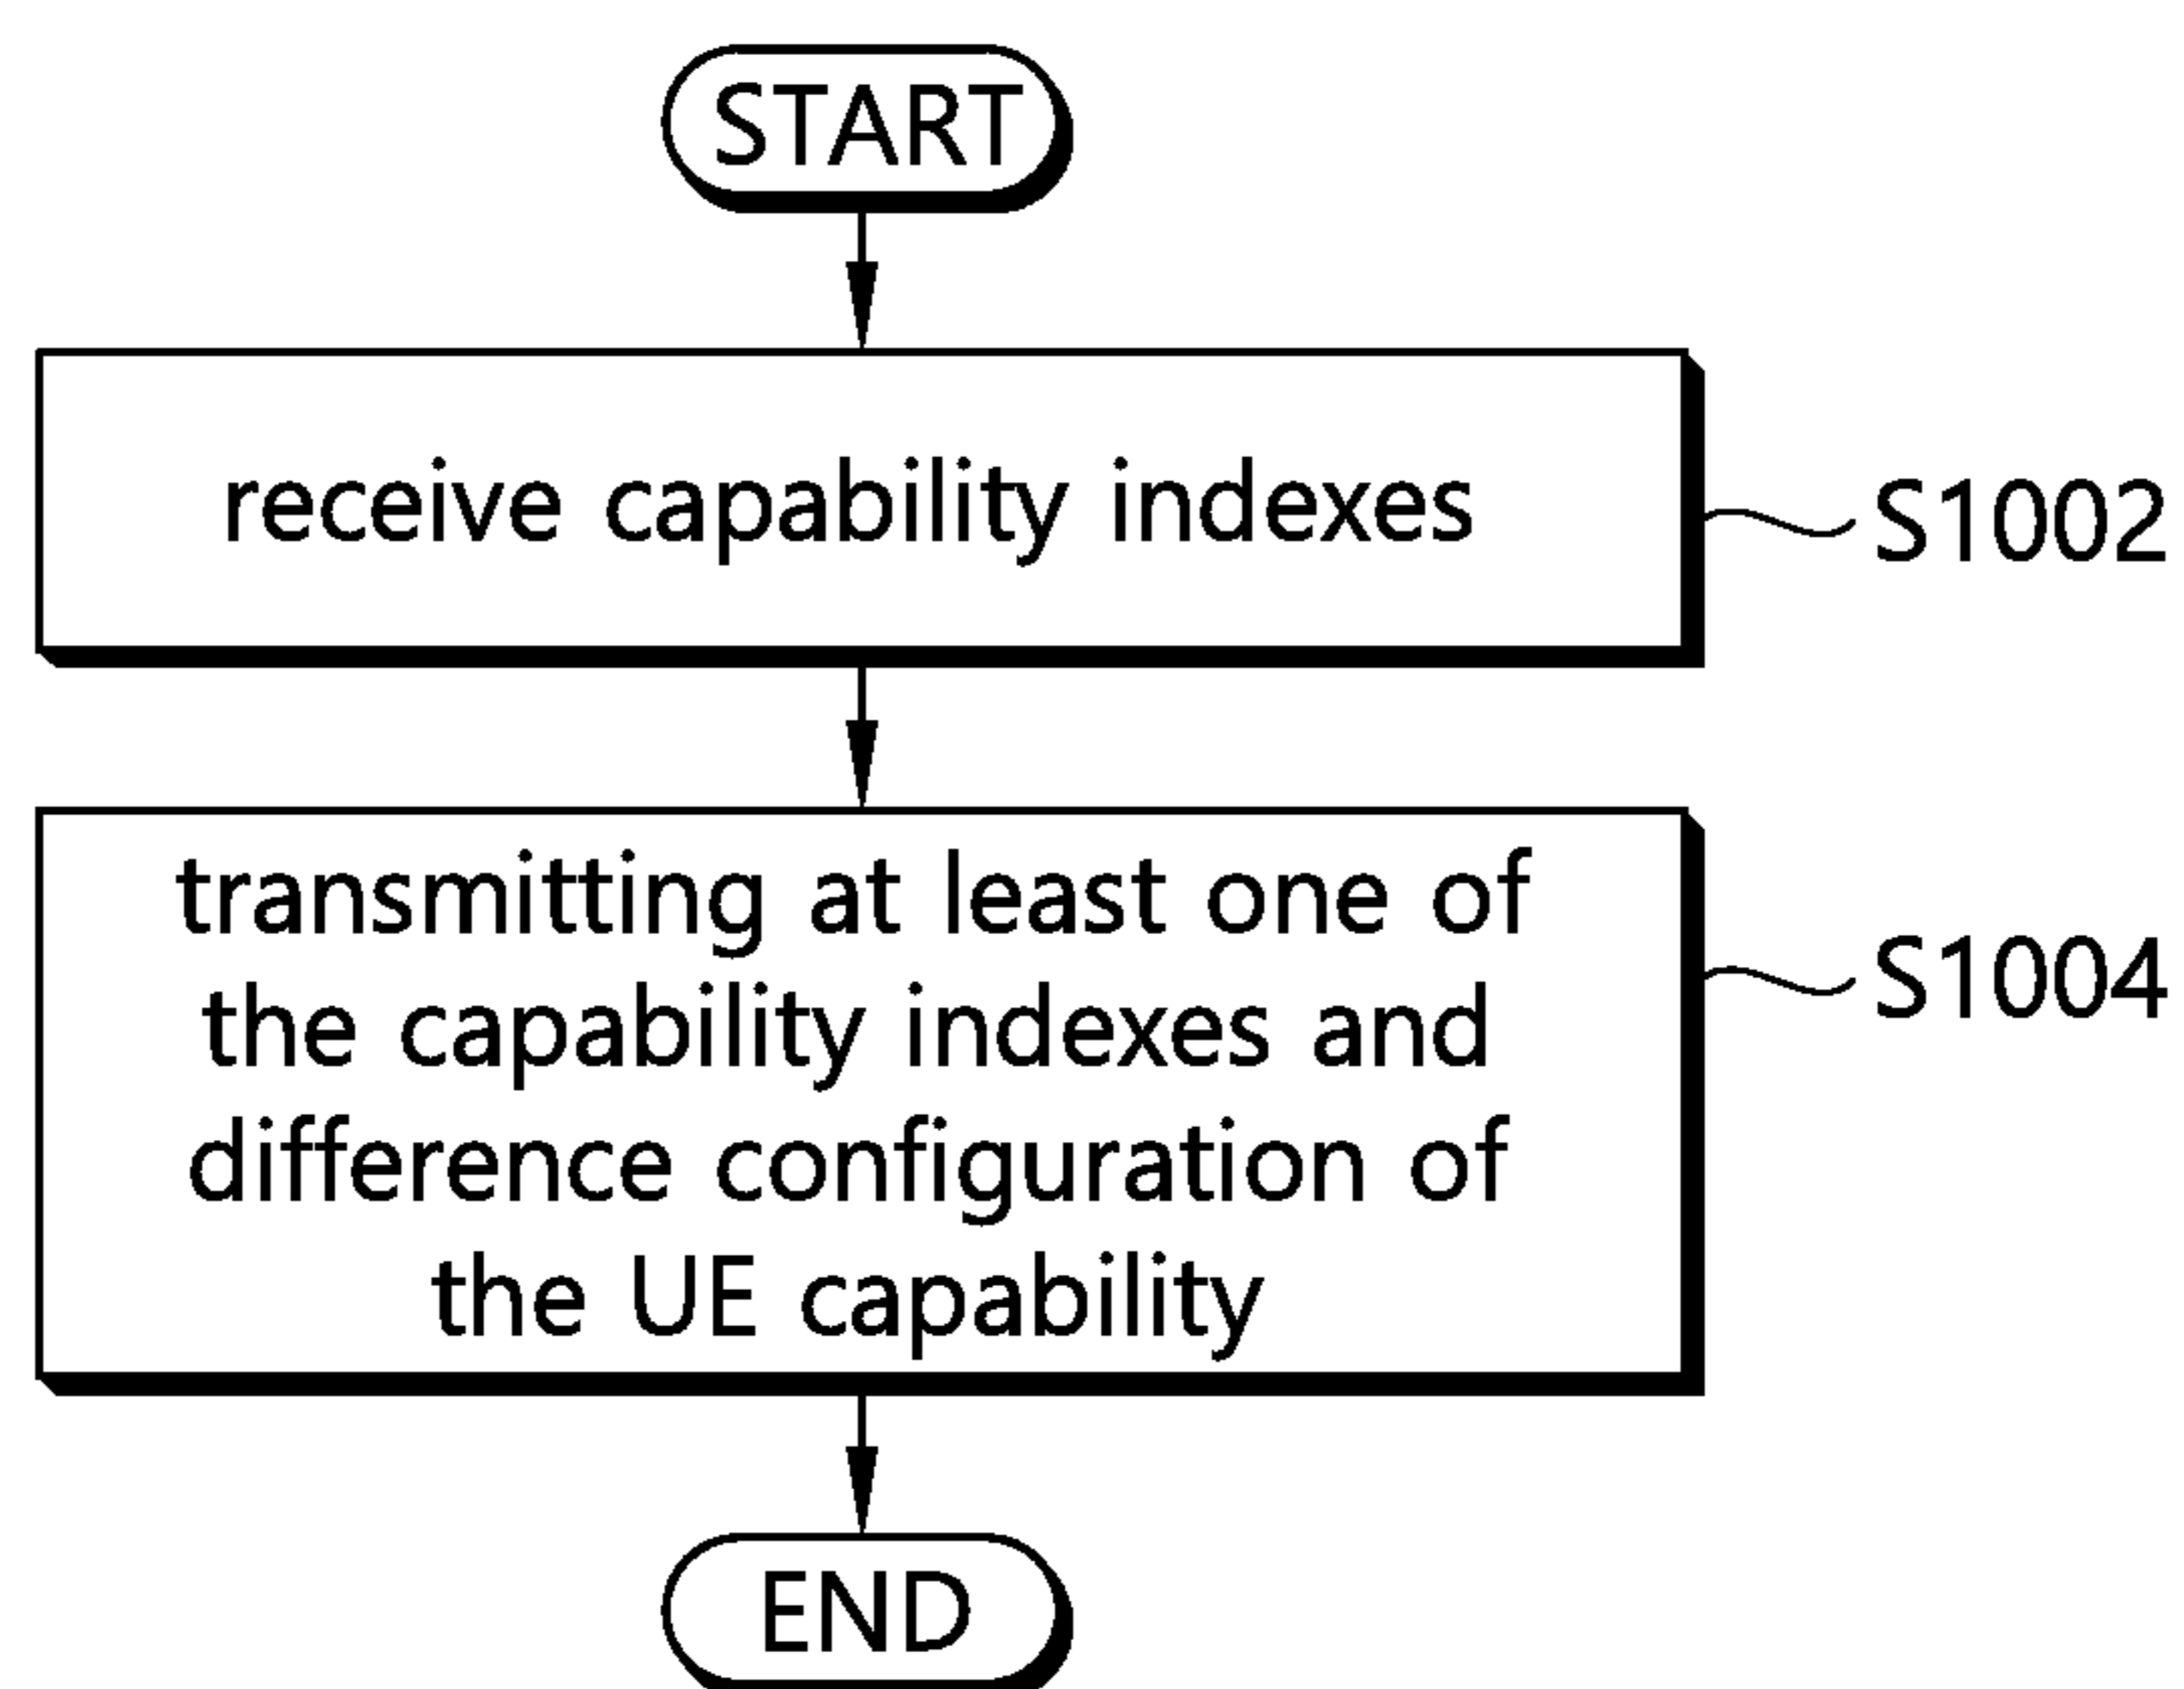 START
receive capability indexes
S1002
transmitting at least one of
the capability indexes and
difference configuration of
the UE capability
S1004
END